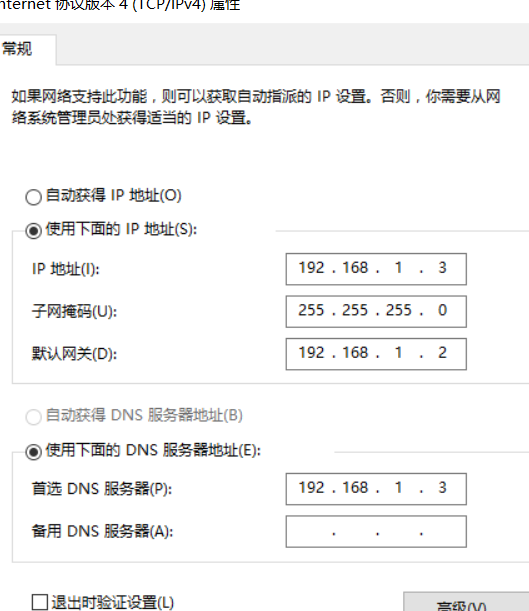 nternet 协议版本 4 (TCP/IPv4) 属性
常规
如果网络支持此功能，则可以获取自动指派的 IP 设置。否则，你需要从网
络系统管理员处获得适当的 IP 设置。
自动获得 IP 地址(O)
使用下面的 IP 地址(S):
IP 地址(I): 192 . 168 . 1 . 3
子网掩码(U): 255 . 255 . 255 . 0
默认网关(D): 192 . 168 . 1 . 2
自动获得 DNS 服务器地址(B)
使用下面的 DNS 服务器地址(E):
首选 DNS 服务器(P): 192 . 168 . 1 . 3
备用 DNS 服务器(A): . . .
退出时验证设置(L) 高级(V)